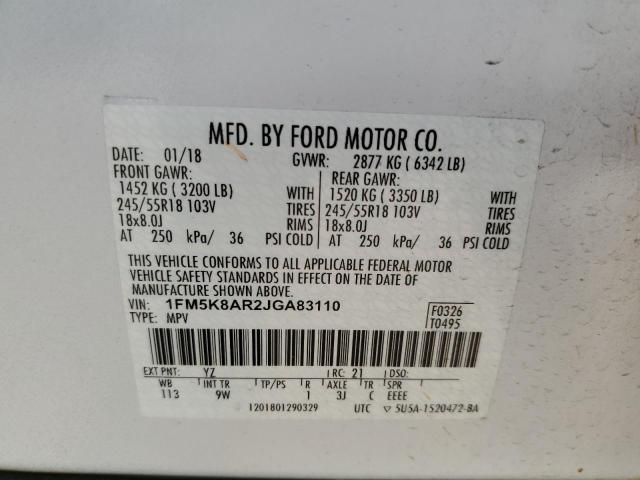 MFD. BY FORD MOTOR CO.
DATE: 01/18 GVWR: 2877 KG ( 6342 LB)
FRONT GAWR: REAR GAWR:
1452 KG ( 3200 LB) WITH 1520 KG ( 3350 LB) WITH
245/55R18 103V TIRES 245/55R18 103V TIRES
18x8.0J RIMS 18x8.0J RIMS
AT 250 kPa/ 36 PSI COLD AT 250 kPa/ 36 PSI COLD
THIS VEHICLE CONFORMS TO ALL APPLICABLE FEDERAL MOTOR
VEHICLE SAFETY STANDARDS IN EFFECT ON THE DATE OF
MANUFACTURE SHOWN ABOVE.
VIN: 1FM5K8AR2JGA83110 F0326
TYPE: MPV T0495
EXT PNT: YZ RC: 21 DSO:
WB INT TR TP/PS R AXLE TR SPR
113 9W 1 3J C EEEE
1201801290329 UTC ▽ 5U5A-1520472-BA